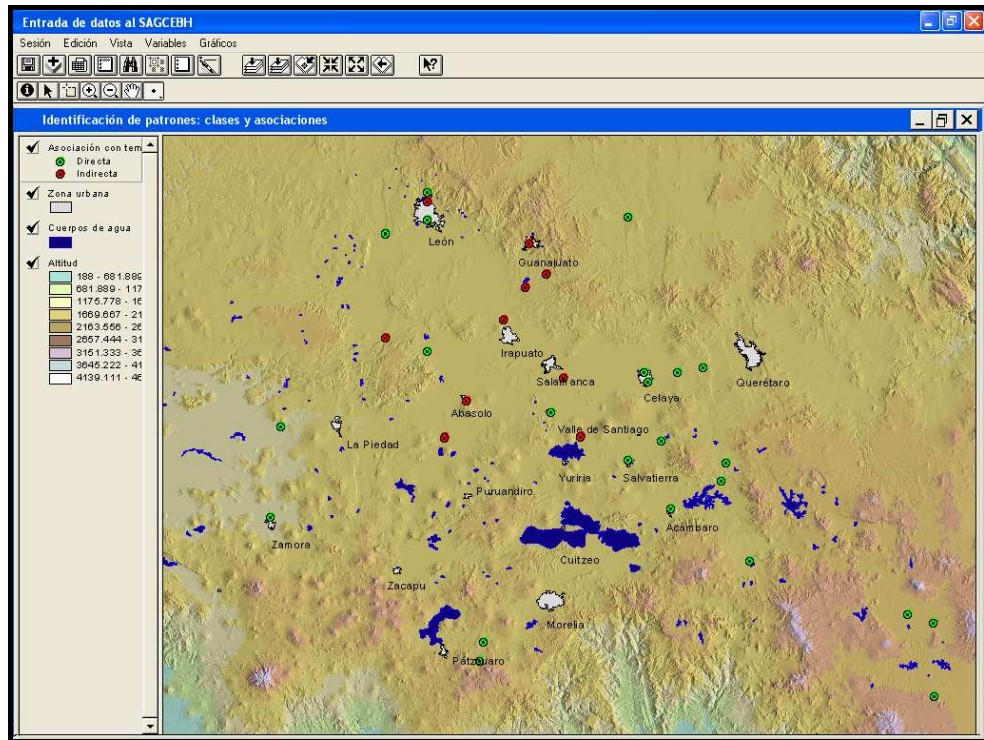 Entrada de datos al SAGCEBH
Sesión Edición Vista Variables Gráficos
Identificación de patrones: clases y asociaciones
Asociación con tem
Directa
Indirecta
Zona urbana
Cuerpos de agua
Altitud
188 - 681.889
681.889 - 117
1175.778 - 16
1669.667 - 21
2163.556 - 26
2657.444 - 31
3151.333 - 36
3645.222 - 41
4139.111 - 46
León
Guanajuato
Irapuato
Salamanca
Querétaro
Celaya
Abasolo
Valle de Santiago
La Piedad
Yuriria
Salvatierra
Puruandiro
Acámbaro
Zamora
Cuitzeo
Zacapu
Morelia
Pátzcuaro